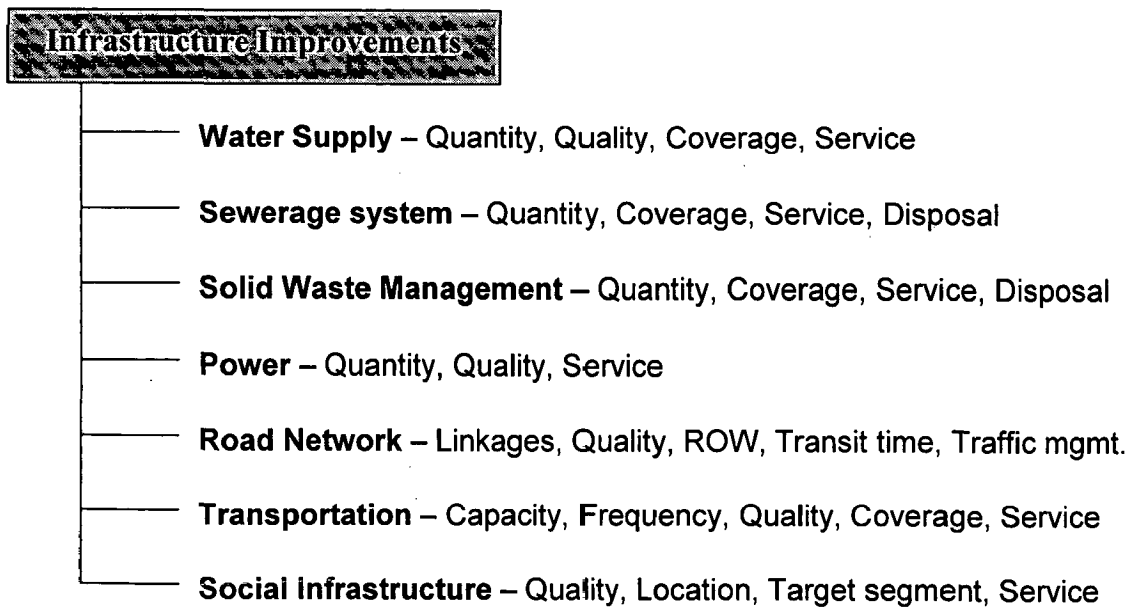 Infrastructure Improvements
Water Supply – Quantity, Quality, Coverage, Service
Sewerage system – Quantity, Coverage, Service, Disposal
Solid Waste Management – Quantity, Coverage, Service, Disposal
Power – Quantity, Quality, Service
Road Network – Linkages, Quality, ROW, Transit time, Traffic mgmt.
Transportation – Capacity, Frequency, Quality, Coverage, Service
Social Infrastructure – Quality, Location, Target segment, Service